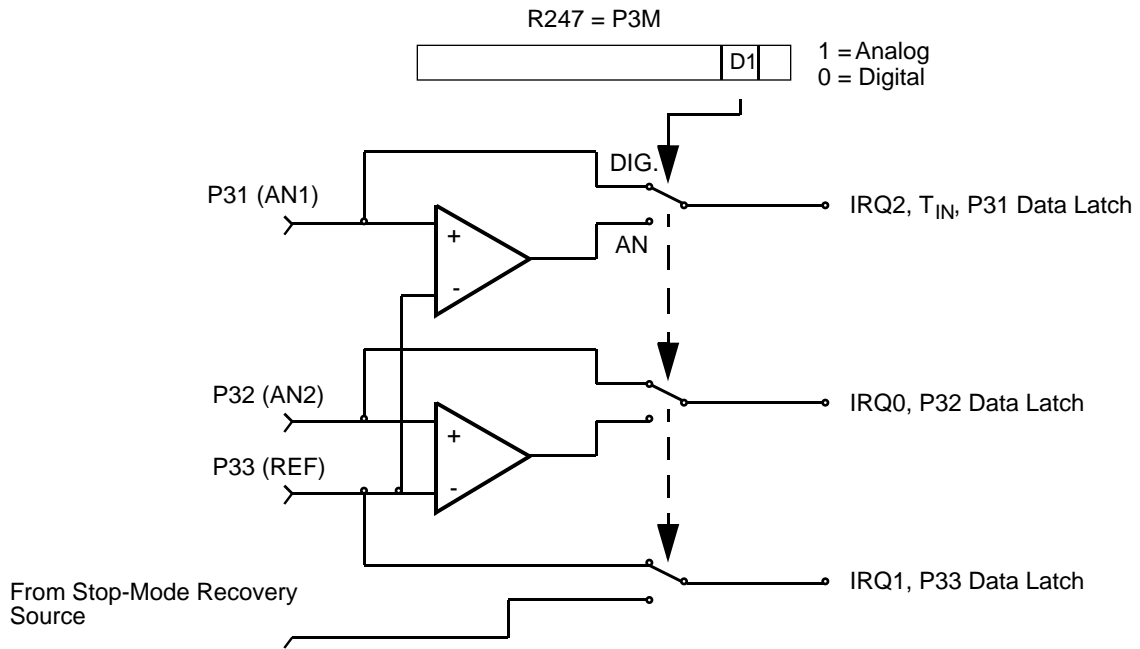 R247 = P3M
D1
1 = Analog
0 = Digital
DIG.
P31 (AN1)
IRQ2, TIN, P31 Data Latch
+
AN
-
P32 (AN2)
IRQ0, P32 Data Latch
+
P33 (REF)
-
From Stop-Mode Recovery
Source
IRQ1, P33 Data Latch